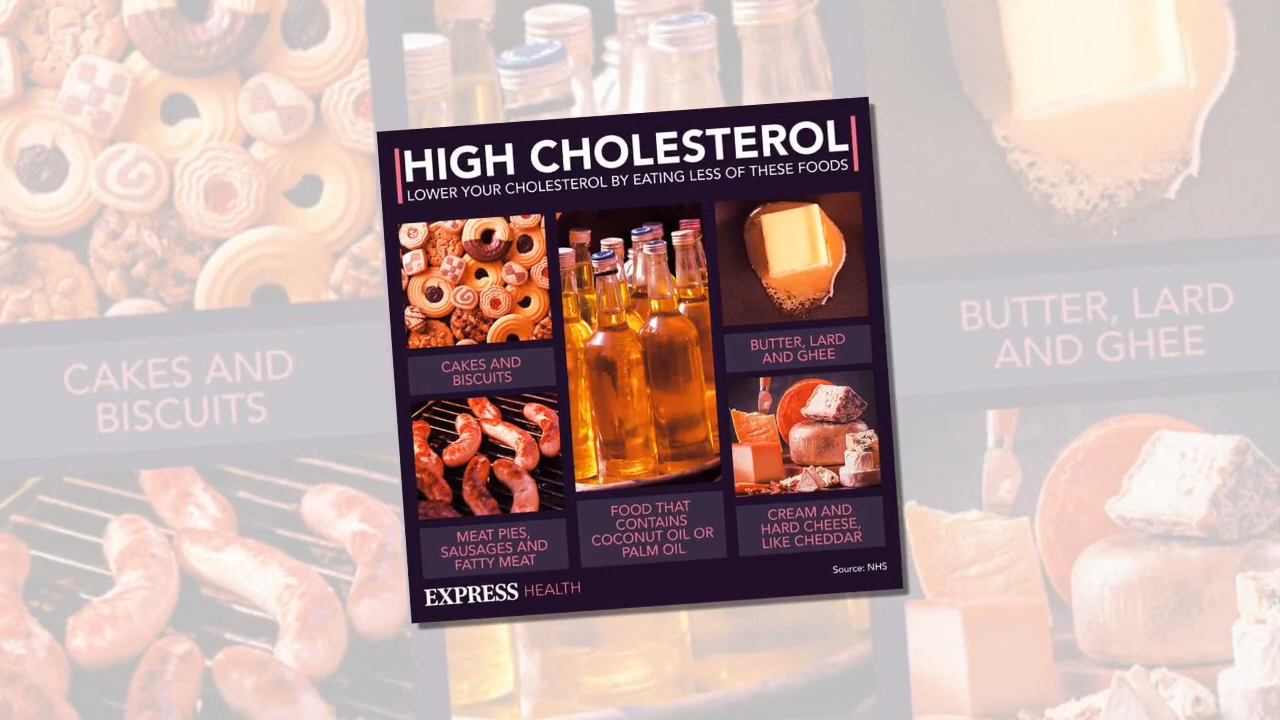 HIGH CHOLESTEROL
LOWER YOUR CHOLESTEROL BY EATING LESS OF THESE FOODS
CAKES AND
BISCUITS
MEAT PIES,
SAUSAGES AND
FATTY MEAT
FOOD THAT
CONTAINS
COCONUT OIL OR
PALM OIL
BUTTER, LARD
AND GHEE
CREAM AND
HARD CHEESE,
LIKE CHEDDAR
Source: NHS
EXPRESS HEALTH
CAKES AND
BISCUITS
BUTTER, LARD
AND GHEE